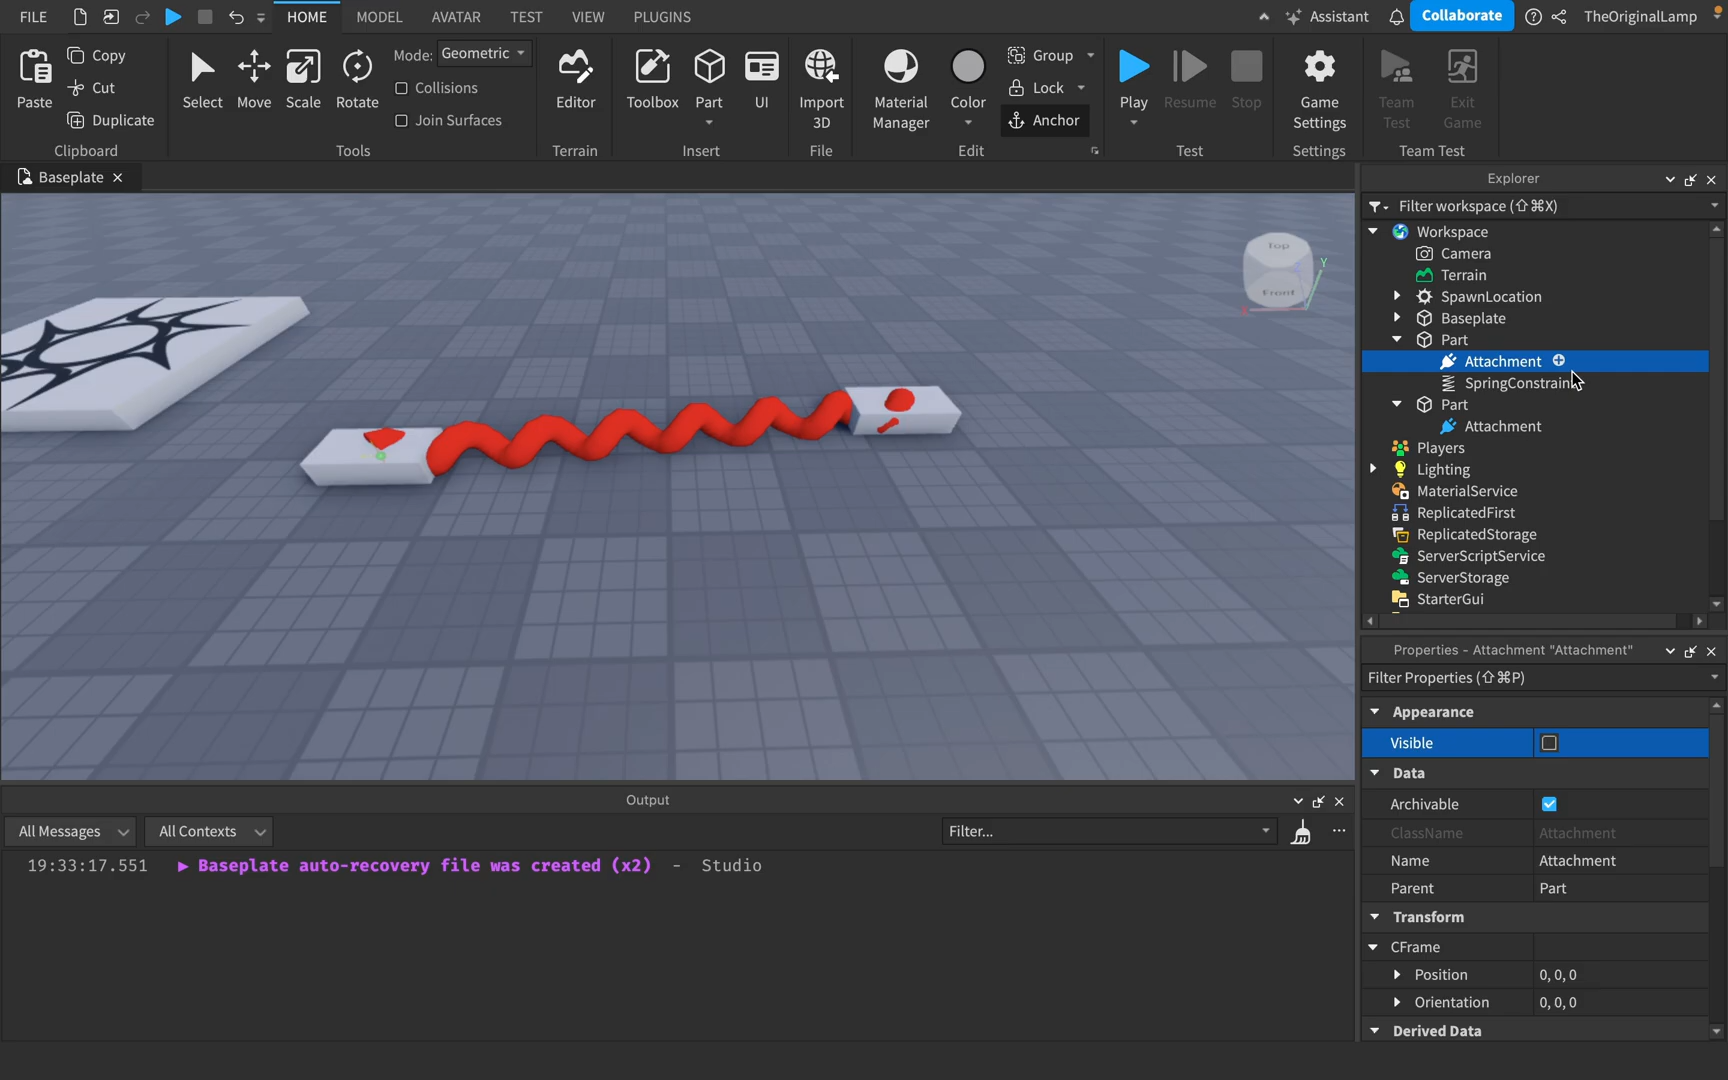 FILE HOME MODEL AVATAR TEST VIEW PLUGINS Assistant Collaborate TheOriginalLamp
Paste Copy Cut Duplicate Clipboard
Select Move Scale Rotate Mode: Geometric Collisions Join Surfaces Tools
Editor Terrain
Toolbox Part UI Insert
Import 3D File
Material Manager Color Group Lock Anchor Edit
Play Resume Stop Test
Game Settings Settings
Team Test Exit Game Team Test
Baseplate
Top
Front
Y
Explorer
Filter workspace (⇧⌘X)
Workspace
Camera
Terrain
SpawnLocation
Baseplate
Part
Attachment
SpringConstraint
Part
Attachment
Players
Lighting
MaterialService
ReplicatedFirst
ReplicatedStorage
ServerScriptService
ServerStorage
StarterGui
Properties - Attachment "Attachment"
Filter Properties (⇧⌘P)
Appearance
Visible
Data
Archivable
ClassName Attachment
Name Attachment
Parent Part
Transform
CFrame
Position 0, 0, 0
Orientation 0, 0, 0
Derived Data
Output
All Messages All Contexts Filter...
19:33:17.551 ▶ Baseplate auto-recovery file was created (x2) - Studio